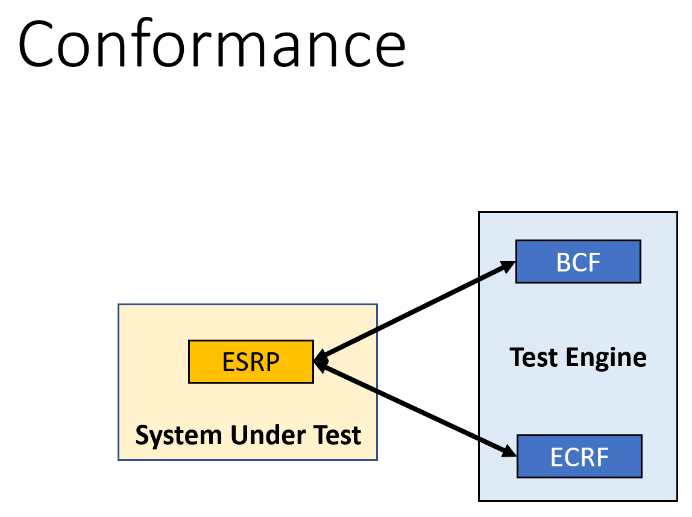 Conformance
BCF
Test Engine
ESRP
System Under Test
ECRF